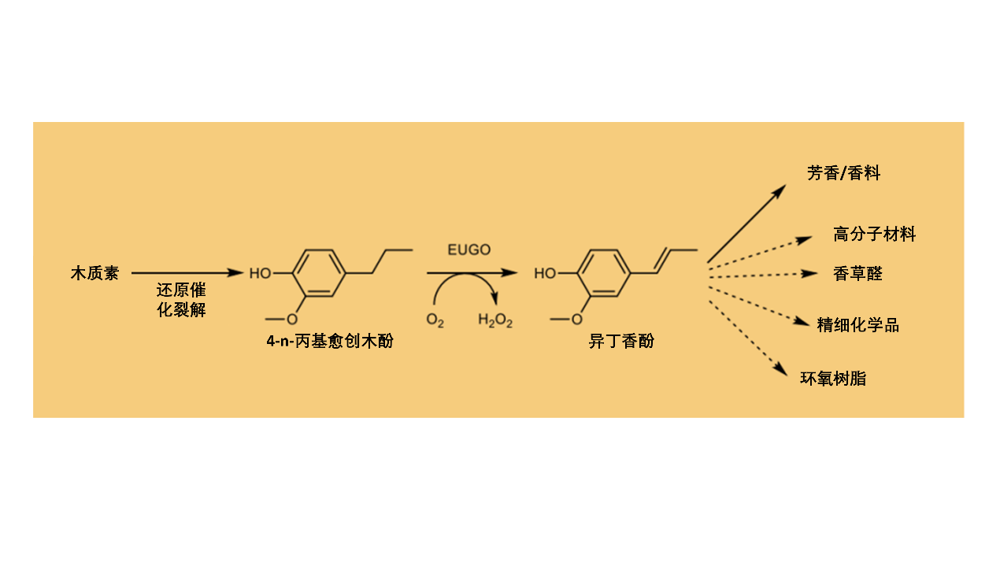 木质素
还原催
化裂解
HO
O
4-n-丙基愈创木酚
EUGO
O2
H2O2
HO
O
异丁香酚
芳香/香料
高分子材料
香草醛
精细化学品
环氧树脂